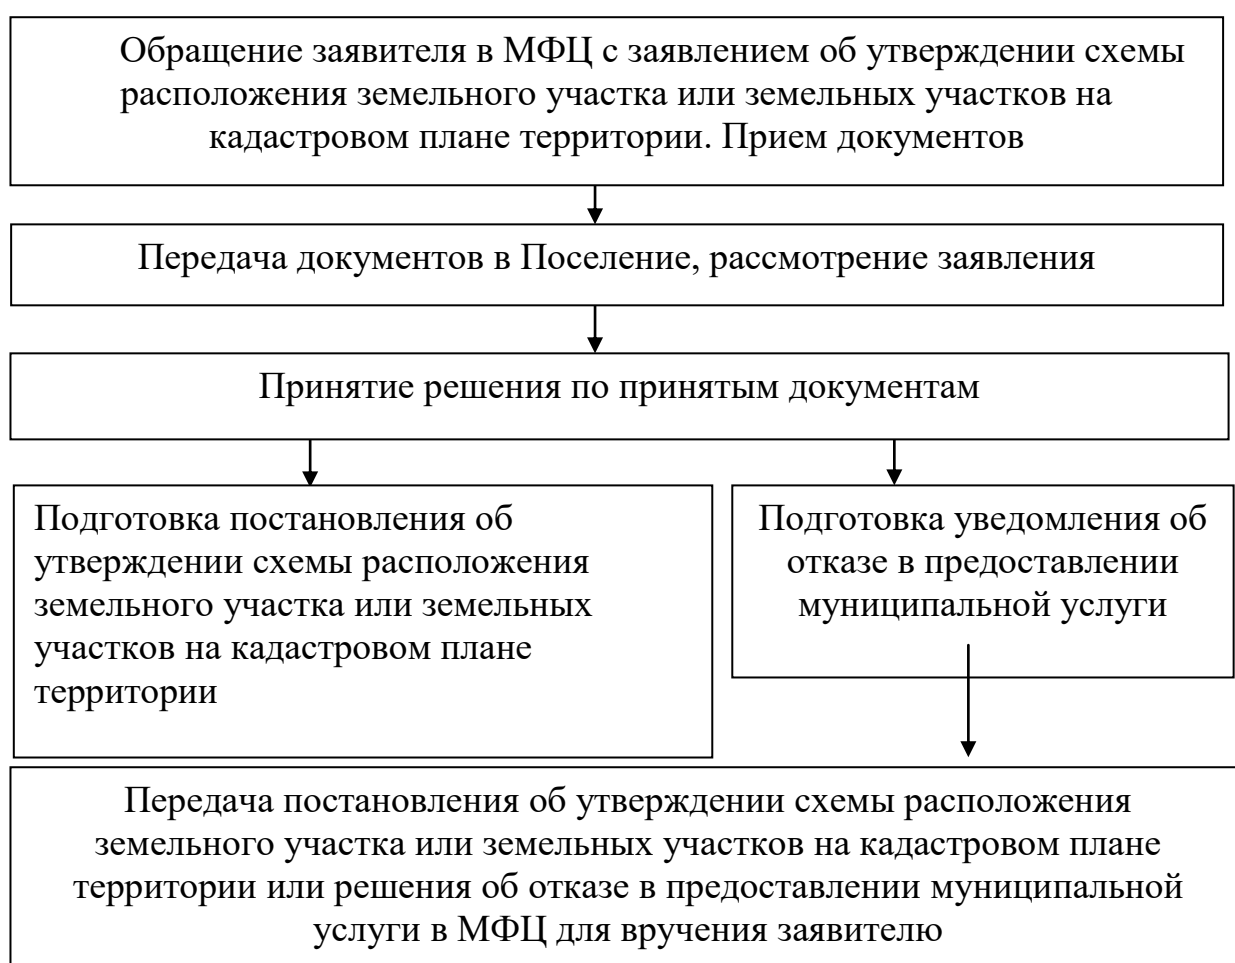 Обращение заявителя в МФЦ с заявлением об утверждении схемы
расположения земельного участка или земельных участков на
кадастровом плане территории. Прием документов
Передача документов в Поселение, рассмотрение заявления
Принятие решения по принятым документам
Подготовка постановления об
утверждении схемы расположения
земельного участка или земельных
участков на кадастровом плане
территории
Подготовка уведомления об
отказе в предоставлении
муниципальной услуги
Передача постановления об утверждении схемы расположения
земельного участка или земельных участков на кадастровом плане
территории или решения об отказе в предоставлении муниципальной
услуги в МФЦ для вручения заявителю